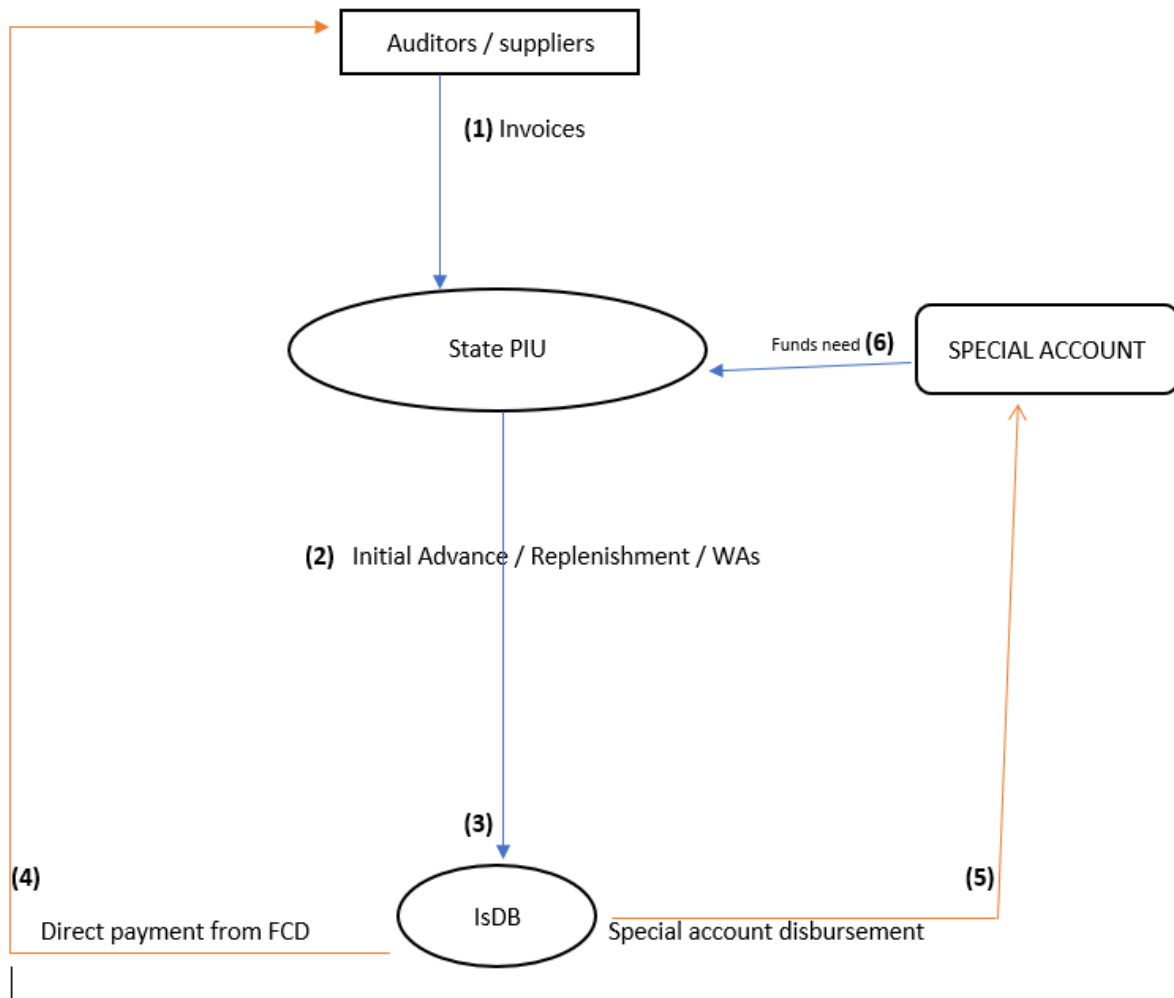 Auditors / suppliers
(1) Invoices
State PIU
Funds need (6)
SPECIAL ACCOUNT
(2) Initial Advance / Replenishment / WAs
(3)
(4)
(5)
IsDB
Direct payment from FCD
Special account disbursement